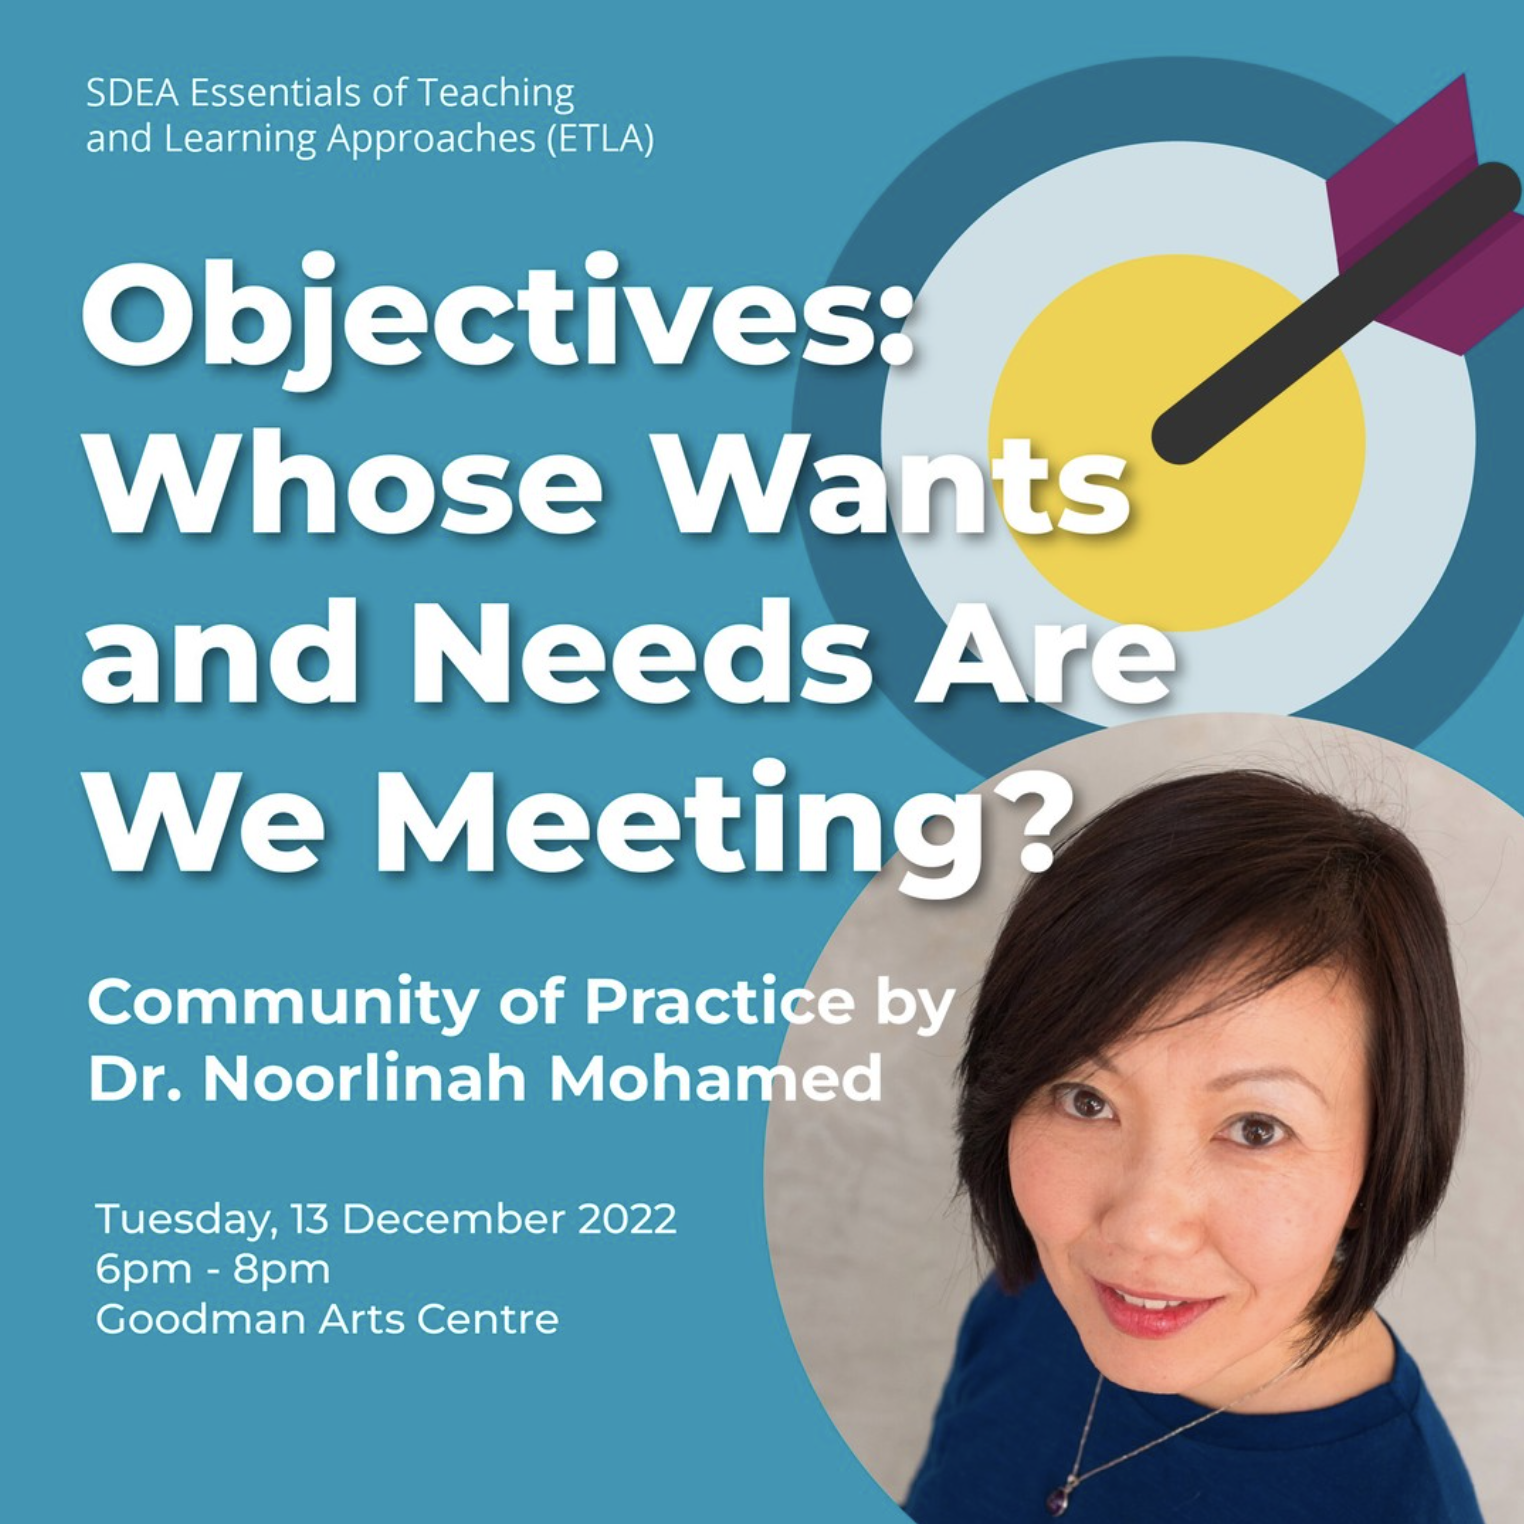 SDEA Essentials of Teaching
and Learning Approaches (ETLA)
Objectives:
Whose Wants
and Needs Are
We Meeting?
Community of Practice by
Dr. Noorlinah Mohamed
Tuesday, 13 December 2022
6pm - 8pm
Goodman Arts Centre